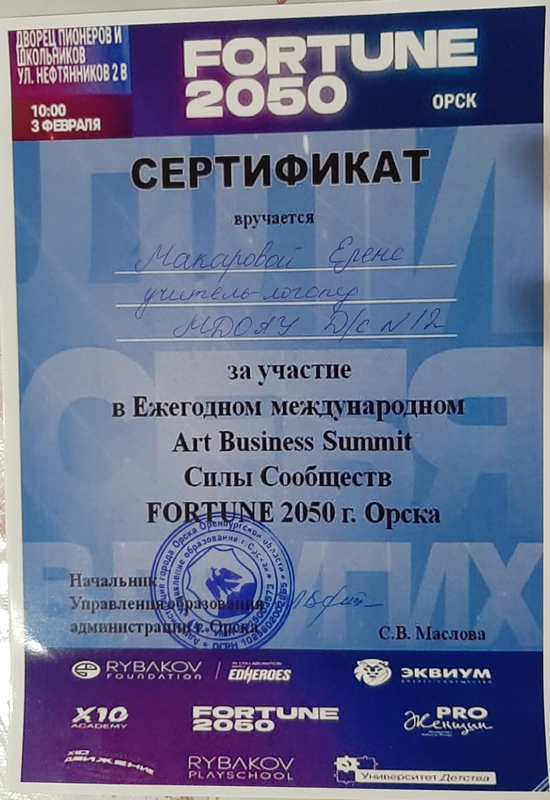 ДВОРЕЦ ПИОНЕРОВ И
ШКОЛЬНИКОВ
УЛ. НЕФТЯННИКОВ 2 В
10:00
3 ФЕВРАЛЯ
FORTUNE
2050
ОРСК
СЕРТИФИКАТ
вручается
Макаровой Елене
учитель-логопед
МДОАУ Д/с N12
за участие
в Ежегодном международном
Art Business Summit
Силы Сообществ
FORTUNE 2050 г. Орска
Начальник
Управления образования
администрации г. Орска
С.В. Маслова
RYBAKOV
FOUNDATION
EDHEROES
ЭКВИУМ
X10
ACADEMY
FORTUNE
2050
PRO
Женщин
X10
ДВИЖЕНИЕ
RYBAKOV
PLAYSCHOOL
Университет Детства